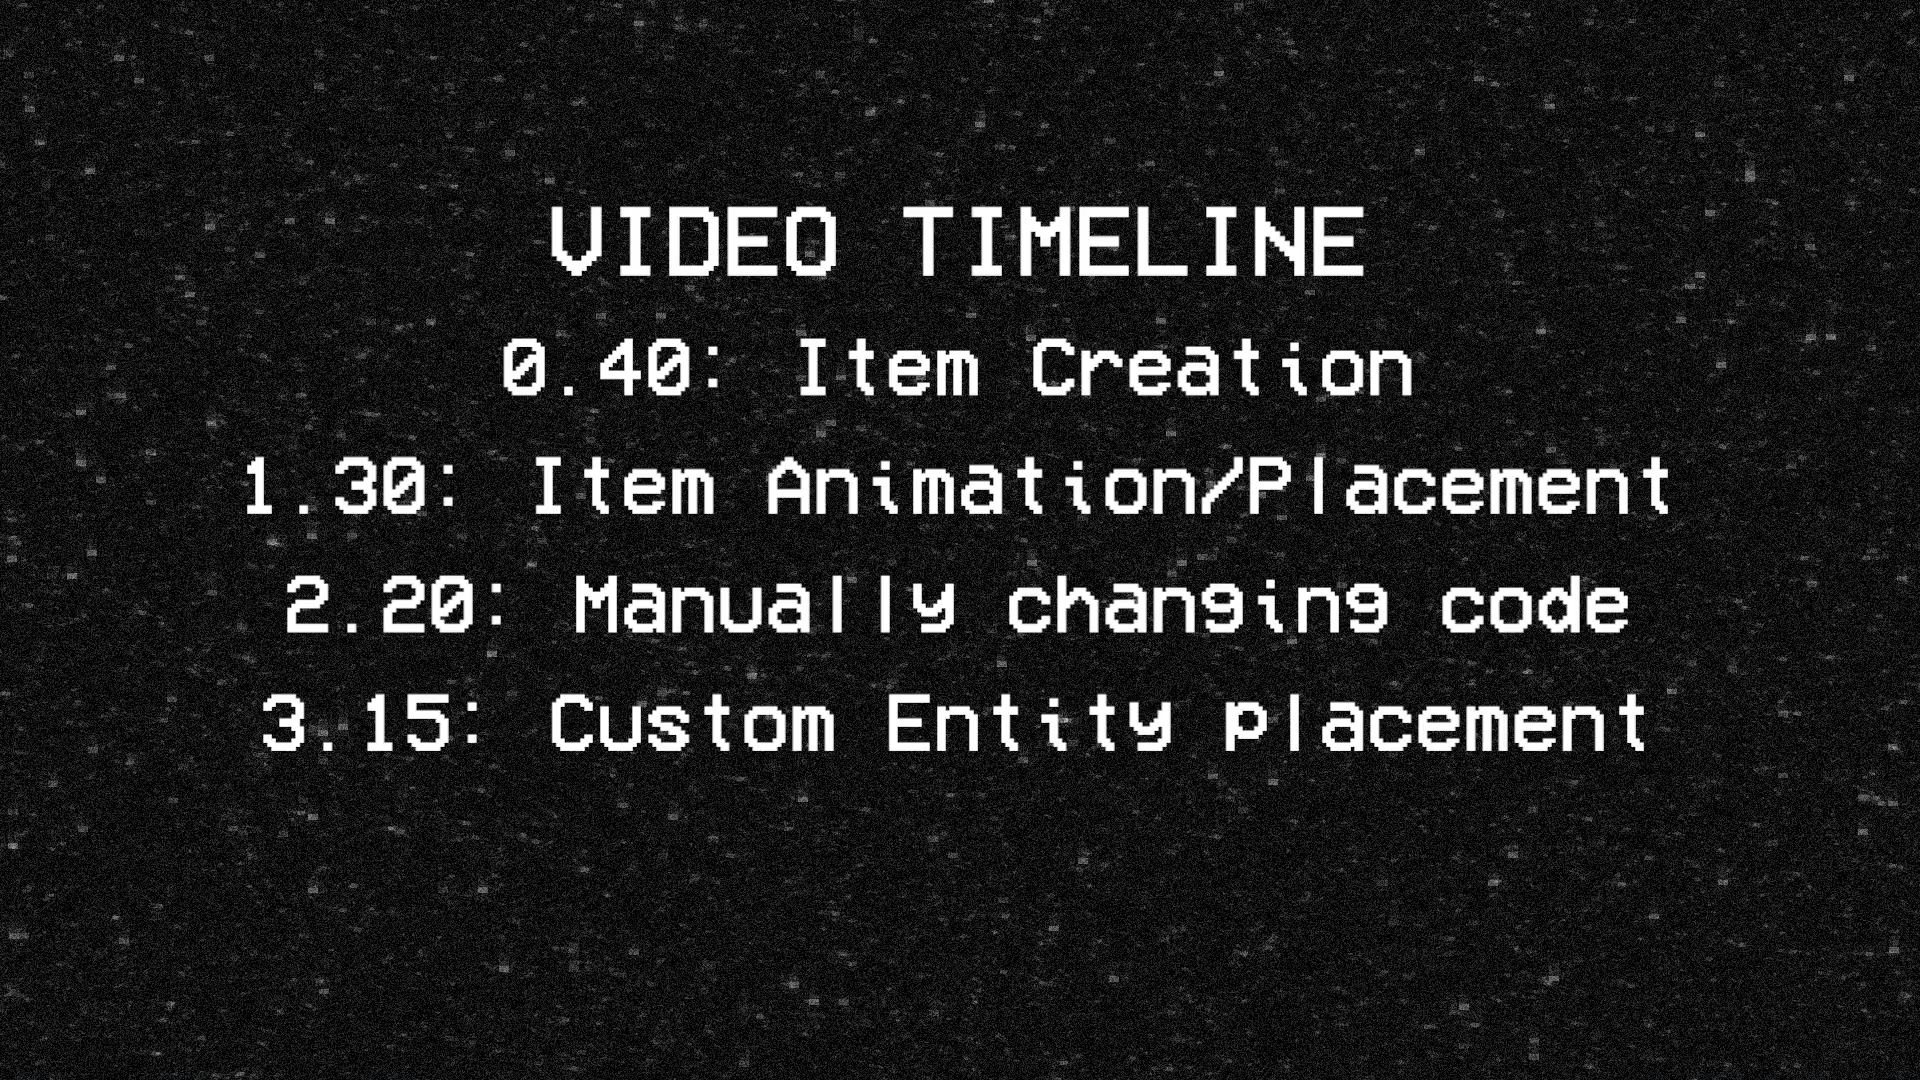 VIDEO TIMELINE
0.40: Item Creation
1.30: Item Animation/Placement
2.20: Manually changing code
3.15: Custom Entity placement